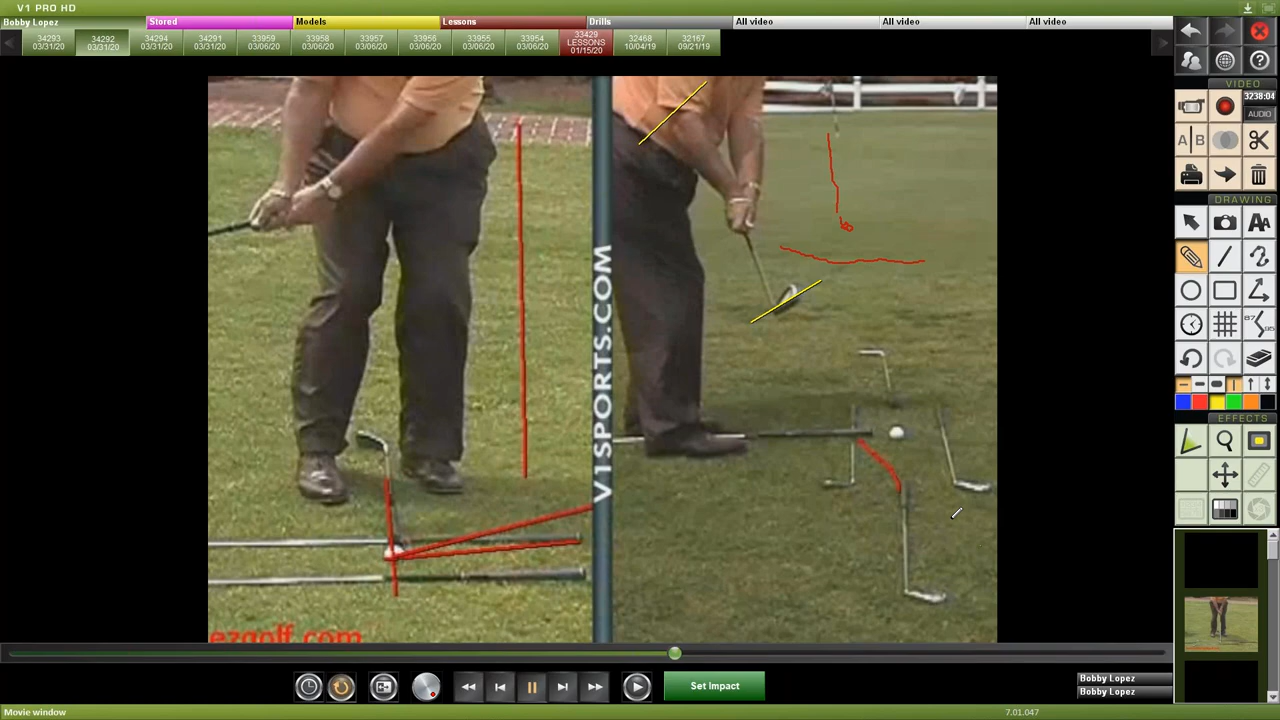 V1 PRO HD
Bobby Lopez
Stored
Models
Lessons
Drills
All video
All video
All video
34293
03/31/20
34292
03/31/20
34294
03/31/20
34291
03/31/20
33959
03/06/20
33958
03/06/20
33957
03/06/20
33956
03/06/20
33955
03/06/20
33954
03/06/20
33429
LESSONS
01/15/20
32468
10/04/19
32167
09/21/19
VIDEO
3238:04
AUDIO
A|B
DRAWING
AA
EFFECTS
V1SPORTS.COM
ezgolf.com
Set Impact
Bobby Lopez
Bobby Lopez
Movie window
7.01.047